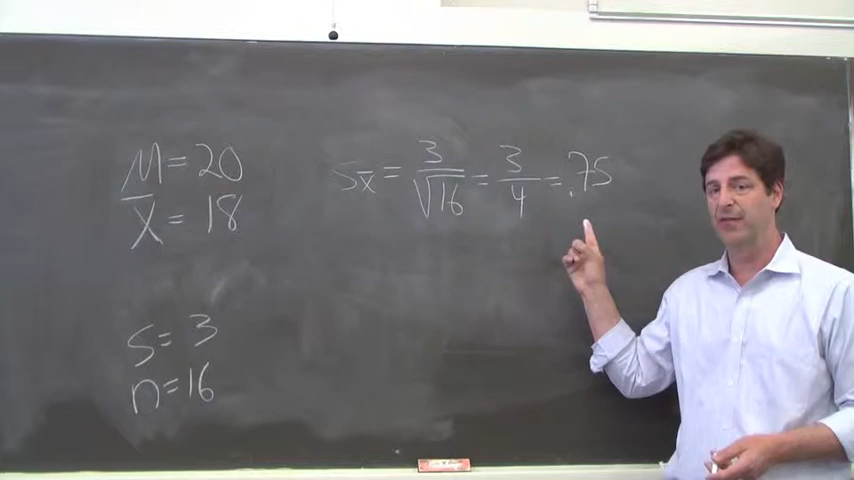 M = 20
X̅ = 18
s = 3
n = 16
sx̅ = 3/√16 = 3/4 = .75